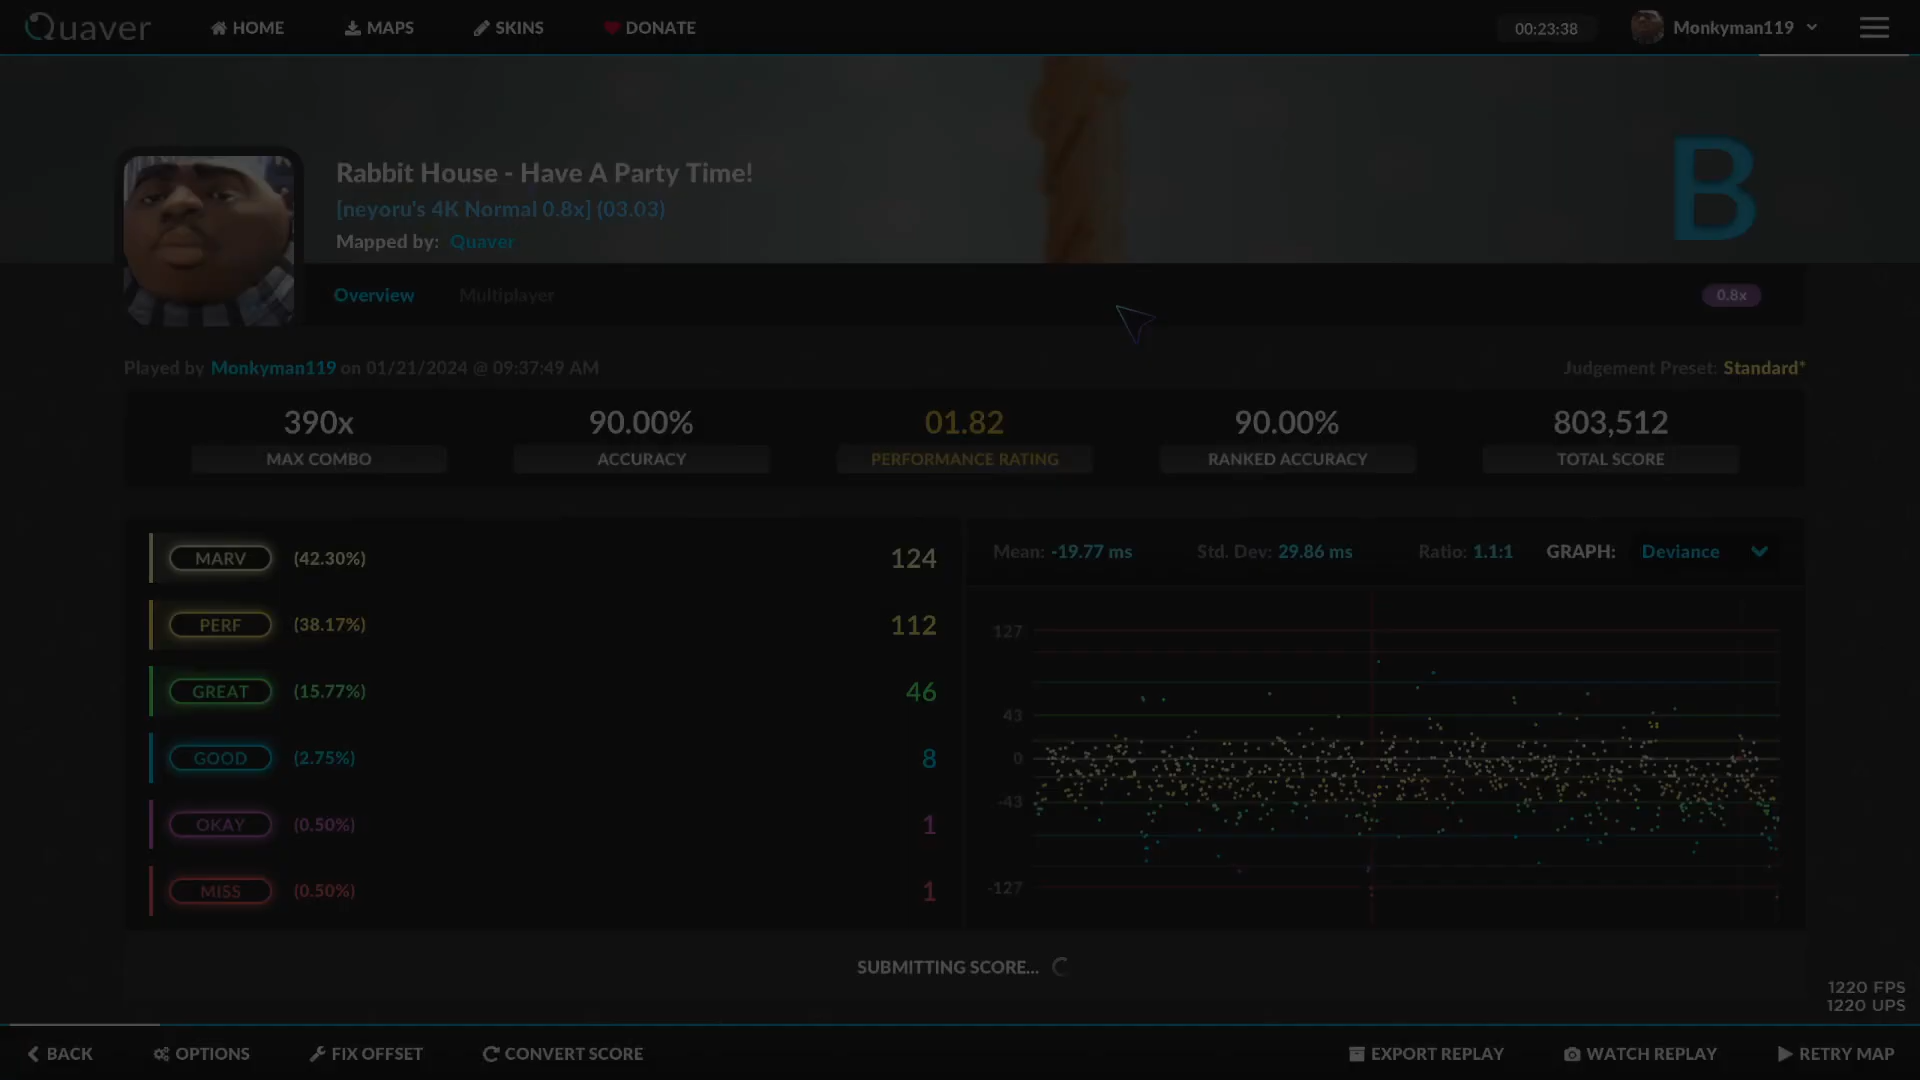 Quaver HOME MAPS SKINS DONATE 00:23:38 Monkyman119
Rabbit House - Have A Party Time!
[neyoru's 4K Normal 0.8x] (03.03)
Mapped by: Quaver
B
Overview Multiplayer 0.8x
Played by Monkyman119 on 01/21/2024 @ 09:37:49 AM Judgement Preset: Standard*
390x 90.00% 01.82 90.00% 803,512
MAX COMBO ACCURACY PERFORMANCE RATING RANKED ACCURACY TOTAL SCORE
MARV (42.30%) 124
PERF (38.17%) 112
GREAT (15.77%) 46
GOOD (2.75%) 8
OKAY (0.50%) 1
MISS (0.50%) 1
Mean: -19.77 ms Std. Dev: 29.86 ms Ratio: 1.1:1 GRAPH: Deviance
127
43
0
-43
-127
SUBMITTING SCORE...
1220 FPS
1220 UPS
BACK OPTIONS FIX OFFSET CONVERT SCORE EXPORT REPLAY WATCH REPLAY RETRY MAP